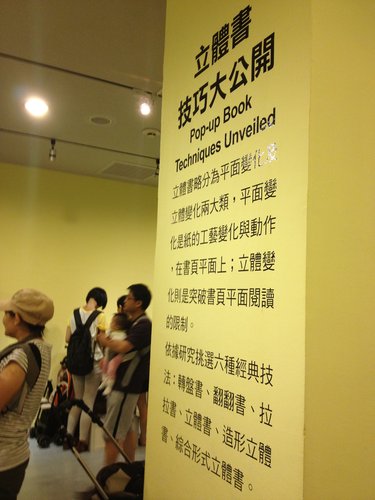 立體書
技巧大公開
Pop-up Book
Techniques Unveiled
立體書略分為平面變化及
立體變化兩大類，平面變
化是紙的工藝變化與動作
，在書頁平面上；立體變
化則是突破書頁平面閱讀
的限制。
依據研究挑選六種經典技
法：轉盤書、翻翻書、拉
拉書、立體書、造形立體
書、綜合形式立體書。